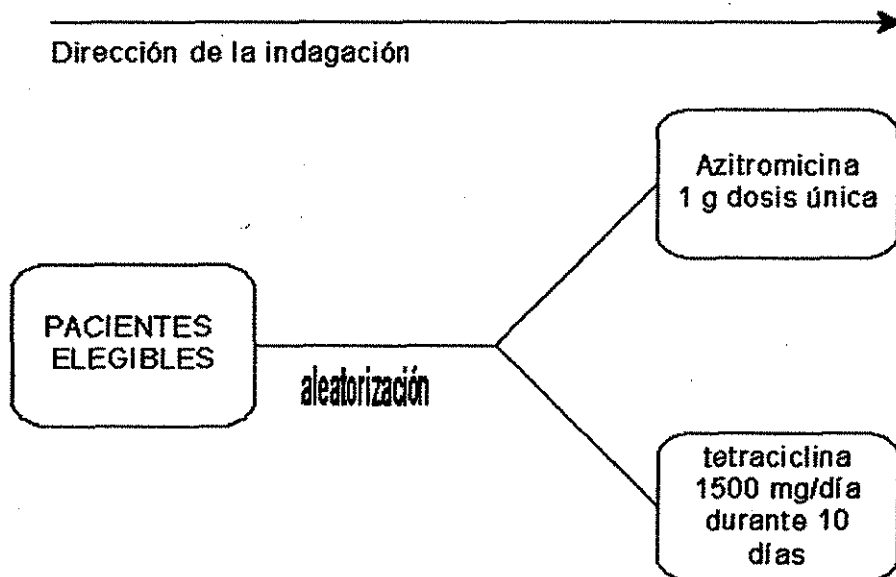 Dirección de la indagación
Azitromicina
1 g dosis única
PACIENTES
ELEGIBLES
aleatorización
tetraciclina
1500 mg/día
durante 10
días